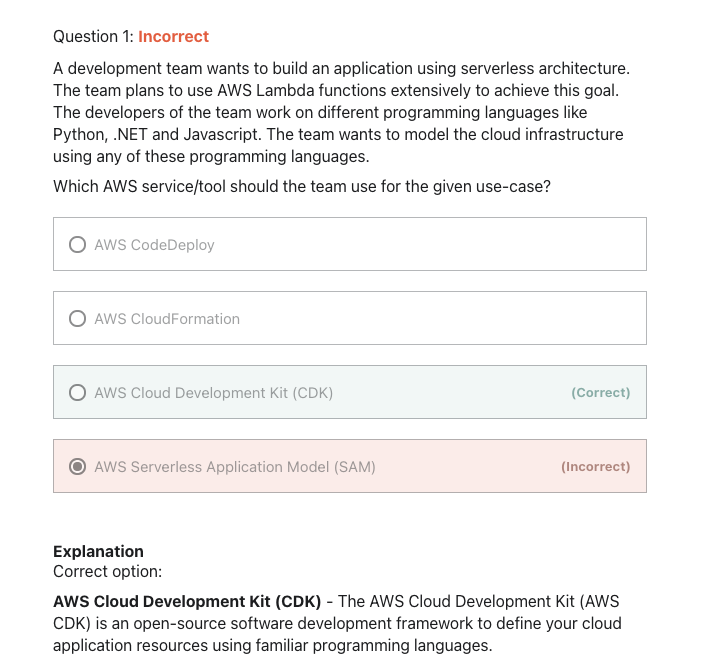 Question 1: Incorrect
A development team wants to build an application using serverless architecture.
The team plans to use AWS Lambda functions extensively to achieve this goal.
The developers of the team work on different programming languages like
Python, .NET and Javascript. The team wants to model the cloud infrastructure
using any of these programming languages.
Which AWS service/tool should the team use for the given use-case?
AWS CodeDeploy
AWS CloudFormation
AWS Cloud Development Kit (CDK) (Correct)
AWS Serverless Application Model (SAM) (Incorrect)
Explanation
Correct option:
AWS Cloud Development Kit (CDK) - The AWS Cloud Development Kit (AWS
CDK) is an open-source software development framework to define your cloud
application resources using familiar programming languages.